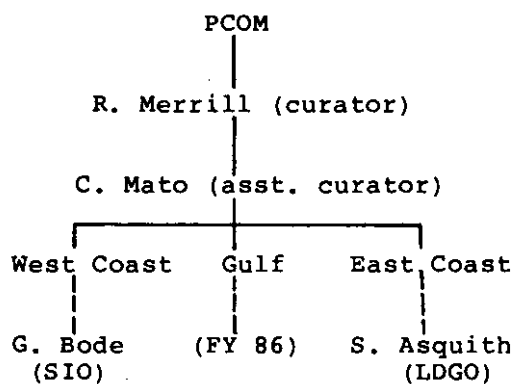 PCOM
R. Merrill (curator)
C. Mato (asst. curator)
West Coast Gulf East Coast
G. Bode (FY 86) S. Asquith
(SIO) (LDGO)